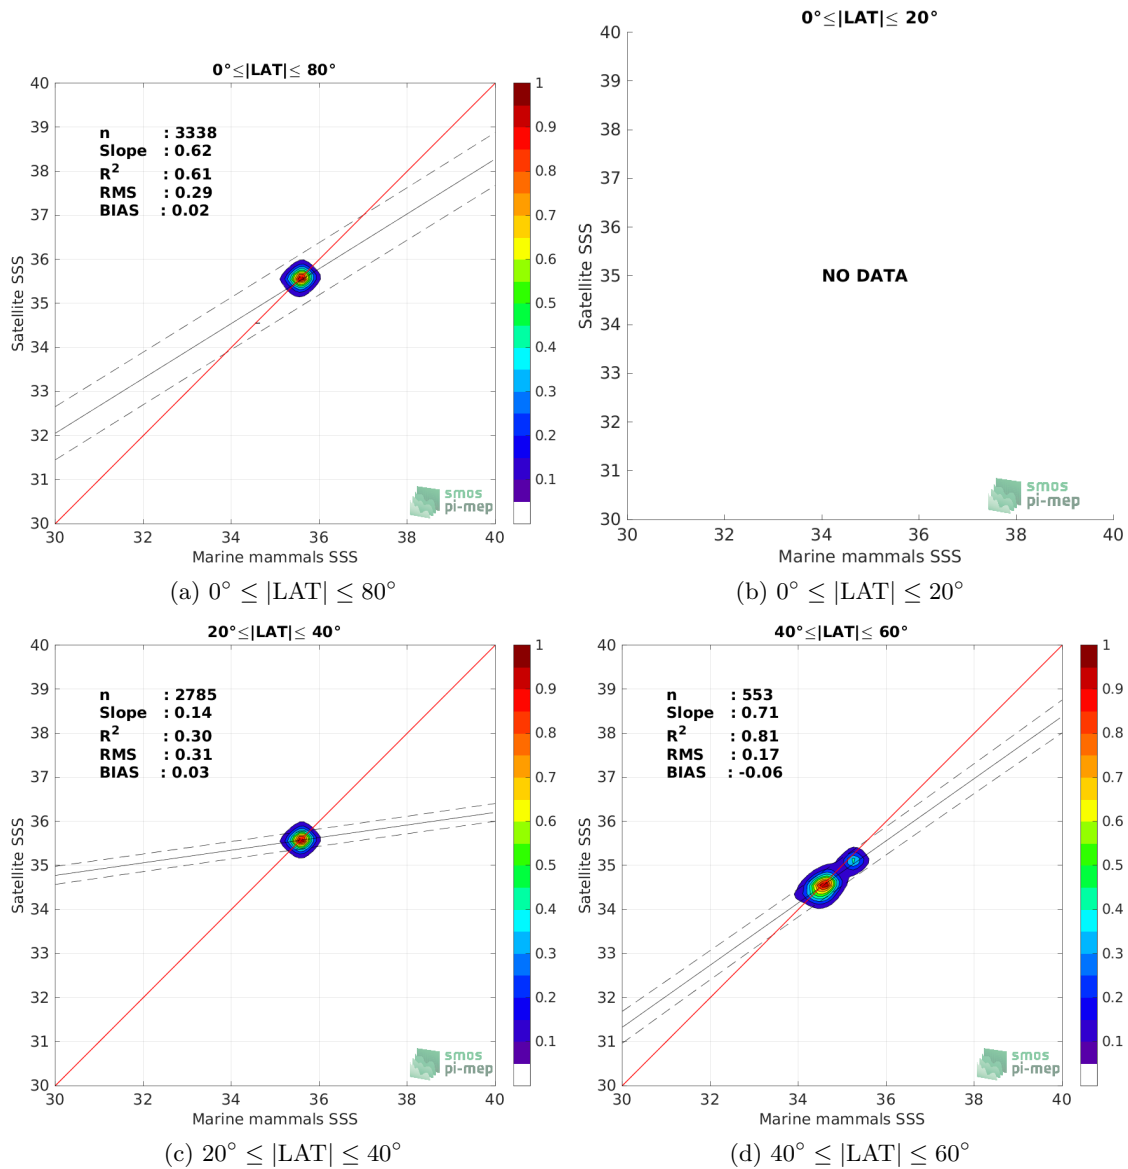 0°≤|LAT|≤ 80°
n : 3338
Slope : 0.62
R² : 0.61
RMS : 0.29
BIAS : 0.02
40
39
38
37
36
35
34
33
32
31
30
30
32
34
36
38
40
Satellite SSS
Marine mammals SSS
1
0.9
0.8
0.7
0.6
0.5
0.4
0.3
0.2
0.1
smos
pi-mep
(a) 0° ≤ |LAT| ≤ 80°
0°≤|LAT|≤ 20°
NO DATA
40
39
38
37
36
35
34
33
32
31
30
30
32
34
36
38
40
Satellite SSS
Marine mammals SSS
smos
pi-mep
(b) 0° ≤ |LAT| ≤ 20°
20°≤|LAT|≤ 40°
n : 2785
Slope : 0.14
R² : 0.30
RMS : 0.31
BIAS : 0.03
40
39
38
37
36
35
34
33
32
31
30
30
32
34
36
38
40
Satellite SSS
Marine mammals SSS
1
0.9
0.8
0.7
0.6
0.5
0.4
0.3
0.2
0.1
smos
pi-mep
(c) 20° ≤ |LAT| ≤ 40°
40°≤|LAT|≤ 60°
n : 553
Slope : 0.71
R² : 0.81
RMS : 0.17
BIAS : -0.06
40
39
38
37
36
35
34
33
32
31
30
30
32
34
36
38
40
Satellite SSS
Marine mammals SSS
1
0.9
0.8
0.7
0.6
0.5
0.4
0.3
0.2
0.1
smos
pi-mep
(d) 40° ≤ |LAT| ≤ 60°